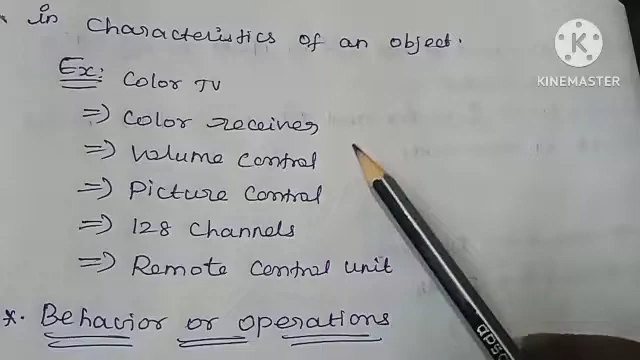 * in characteristics of an object.
Ex: Color TV
=> Color receiver
=> Volume control
=> Picture control
=> 128 channels
=> Remote control unit
*. Behavior or operations
K
KINEMASTER
apsara